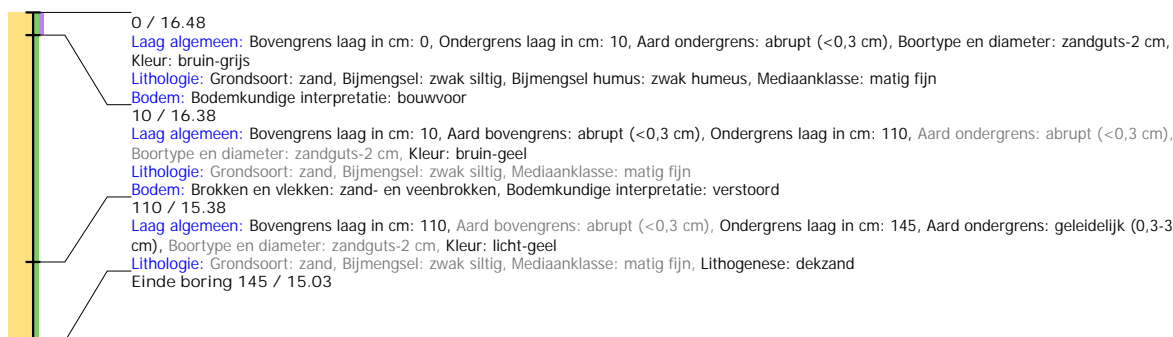 0 / 16.48
Laag algemeen: Bovengrens laag in cm: 0, Ondergrens laag in cm: 10, Aard ondergrens: abrupt (<0,3 cm), Boortype en diameter: zandguts-2 cm,
Kleur: bruin-grijs
Lithologie: Grondsoort: zand, Bijmengsel: zwak siltig, Bijmengsel humus: zwak humeus, Mediaanklasse: matig fijn
Bodem: Bodemkundige interpretatie: bouwvoor
10 / 16.38
Laag algemeen: Bovengrens laag in cm: 10, Aard bovengrens: abrupt (<0,3 cm), Ondergrens laag in cm: 110, Aard ondergrens: abrupt (<0,3 cm),
Boortype en diameter: zandguts-2 cm, Kleur: bruin-geel
Lithologie: Grondsoort: zand, Bijmengsel: zwak siltig, Mediaanklasse: matig fijn
Bodem: Brokken en vlekken: zand- en veenbrokken, Bodemkundige interpretatie: verstoord
110 / 15.38
Laag algemeen: Bovengrens laag in cm: 110, Aard bovengrens: abrupt (<0,3 cm), Ondergrens laag in cm: 145, Aard ondergrens: geleidelijk (0,3-3
cm), Boortype en diameter: zandguts-2 cm, Kleur: licht-geel
Lithologie: Grondsoort: zand, Bijmengsel: zwak siltig, Mediaanklasse: matig fijn, Lithogenese: dekzand
Einde boring 145 / 15.03